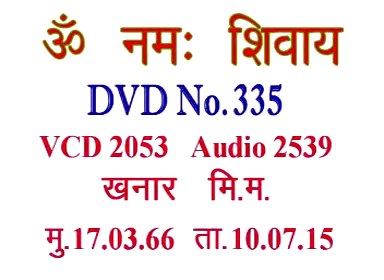 ॐ नमः शिवाय
DVD No.335
VCD 2053 Audio 2539
खनार मि.म.
मु.17.03.66 ता.10.07.15